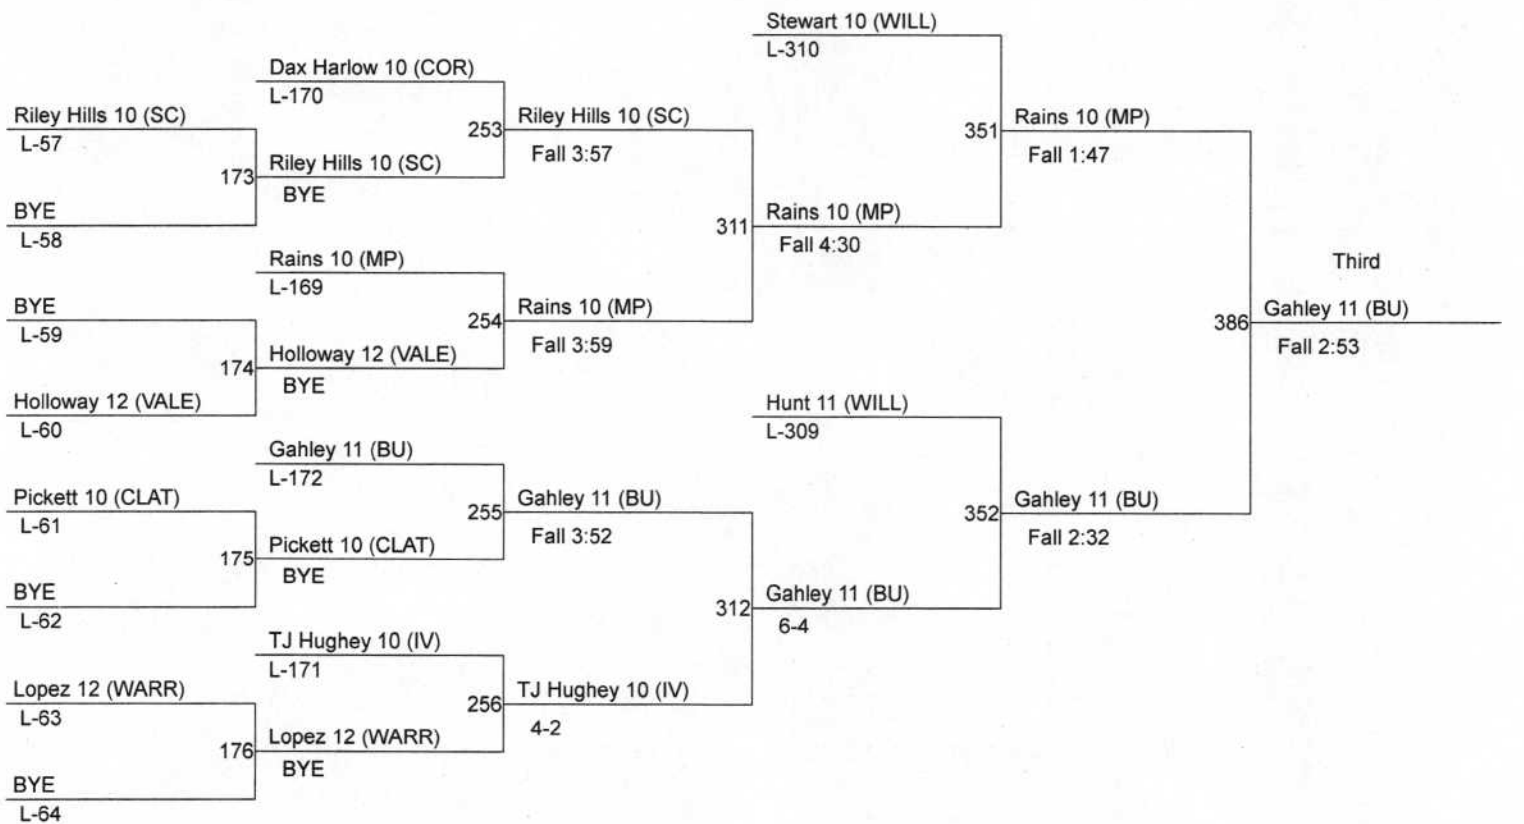 Stewart 10 (WILL)
L-310
Dax Harlow 10 (COR)
L-170
Riley Hills 10 (SC)
L-57
253
Riley Hills 10 (SC)
Fall 3:57
351
Rains 10 (MP)
Fall 1:47
173
Riley Hills 10 (SC)
BYE
BYE
L-58
311
Rains 10 (MP)
Fall 4:30
Rains 10 (MP)
L-169
Third
BYE
L-59
254
Rains 10 (MP)
Fall 3:59
386
Gahley 11 (BU)
Fall 2:53
174
Holloway 12 (VALE)
BYE
Holloway 12 (VALE)
L-60
Hunt 11 (WILL)
L-309
Gahley 11 (BU)
L-172
Pickett 10 (CLAT)
L-61
255
Gahley 11 (BU)
Fall 3:52
352
Gahley 11 (BU)
Fall 2:32
175
Pickett 10 (CLAT)
BYE
BYE
L-62
312
Gahley 11 (BU)
6-4
TJ Hughey 10 (IV)
L-171
Lopez 12 (WARR)
L-63
256
TJ Hughey 10 (IV)
4-2
176
Lopez 12 (WARR)
BYE
BYE
L-64